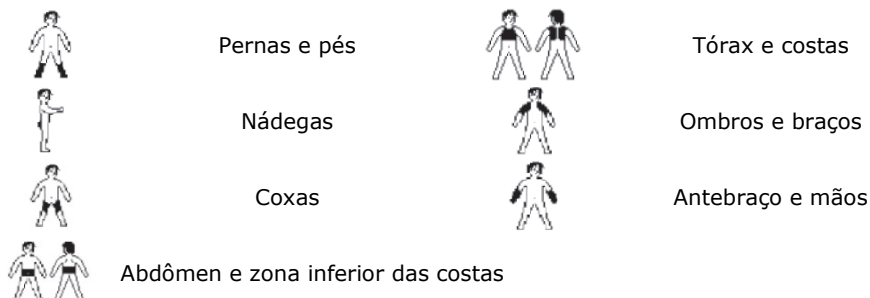 Pernas e pés
Tórax e costas
Nádegas
Ombros e braços
Coxas
Antebraço e mãos
Abdômen e zona inferior das costas